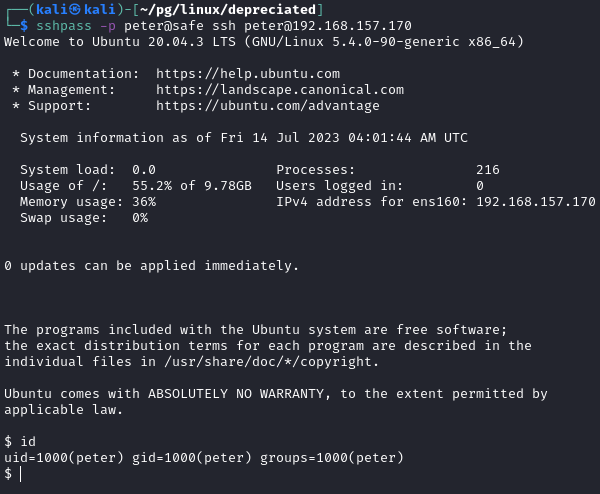 ┌──(kali㉿kali)-[~/pg/linux/depreciated]
└─$ sshpass -p peter@safe ssh peter@192.168.157.170
Welcome to Ubuntu 20.04.3 LTS (GNU/Linux 5.4.0-90-generic x86_64)
* Documentation:  https://help.ubuntu.com
* Management:     https://landscape.canonical.com
* Support:        https://ubuntu.com/advantage
System information as of Fri 14 Jul 2023 04:01:44 AM UTC
System load:  0.0               Processes:               216
Usage of /:   55.2% of 9.78GB   Users logged in:         0
Memory usage: 36%               IPv4 address for ens160: 192.168.157.170
Swap usage:   0%
0 updates can be applied immediately.
The programs included with the Ubuntu system are free software;
the exact distribution terms for each program are described in the
individual files in /usr/share/doc/*/copyright.
Ubuntu comes with ABSOLUTELY NO WARRANTY, to the extent permitted by
applicable law.
$ id
uid=1000(peter) gid=1000(peter) groups=1000(peter)
$